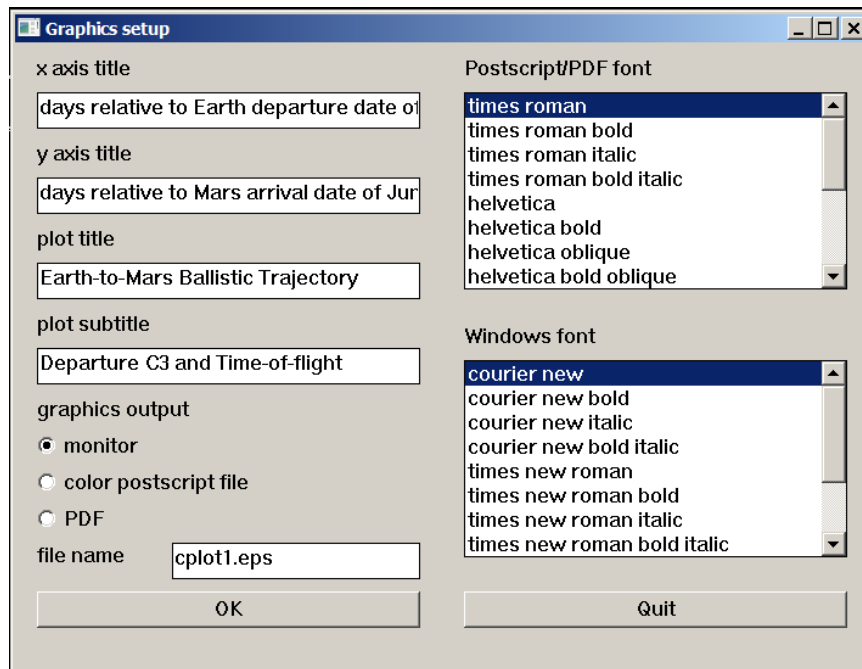 Graphics setup
x axis title
days relative to Earth departure date of
y axis title
days relative to Mars arrival date of Jun
plot title
Earth-to-Mars Ballistic Trajectory
plot subtitle
Departure C3 and Time-of-flight
graphics output
monitor
color postscript file
PDF
file name
cplot1.eps
OK
Postscript/PDF font
times roman
times roman bold
times roman italic
times roman bold italic
helvetica
helvetica bold
helvetica oblique
helvetica bold oblique
Windows font
courier new
courier new bold
courier new italic
courier new bold italic
times new roman
times new roman bold
times new roman italic
times new roman bold italic
Quit